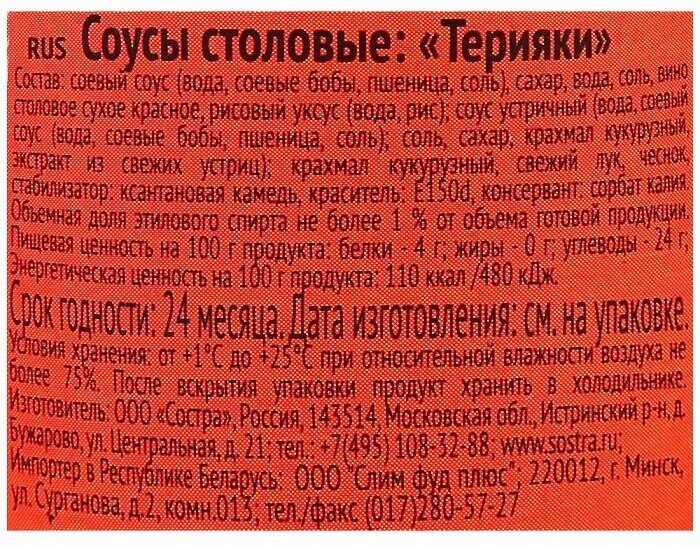 RUS Соусы столовые: «Терияки»
Состав: соевый соус (вода, соевые бобы, пшеница, соль), сахар, вода, соль, вино
столовое сухое красное, рисовый уксус (вода, рис); соус устричный (вода, соевый
соус (вода, соевые бобы, пшеница, соль); соль, сахар, крахмал кукурузный,
экстракт из свежих устриц); крахмал кукурузный, свежий лук, чеснок,
стабилизатор: ксантановая камедь, краситель: E150d, консервант: сорбат калия.
Объемная доля этилового спирта не более 1 % от объема готовой продукции.
Пищевая ценность на 100 г продукта: белки - 4 г; жиры - 0 г; углеводы - 24 г;
Энергетическая ценность на 100 г продукта: 110 ккал /480 кДж.
Срок годности: 24 месяца. Дата изготовления: см. на упаковке.
Условия хранения: от +1°С до +25°С при относительной влажности воздуха не
более 75%. После вскрытия упаковки продукт хранить в холодильнике.
Изготовитель: ООО «Состра», Россия, 143514, Московская обл., Истринский р-н, д.
Бужарово, ул. Центральная, д. 21; тел.: +7(495) 108-32-88; www.sostra.ru;
Импортер в Республике Беларусь: ООО "Слим фуд плюс"; 220012, г. Минск,
ул. Сурганова, д.2, комн.013; тел./факс (017)280-57-27